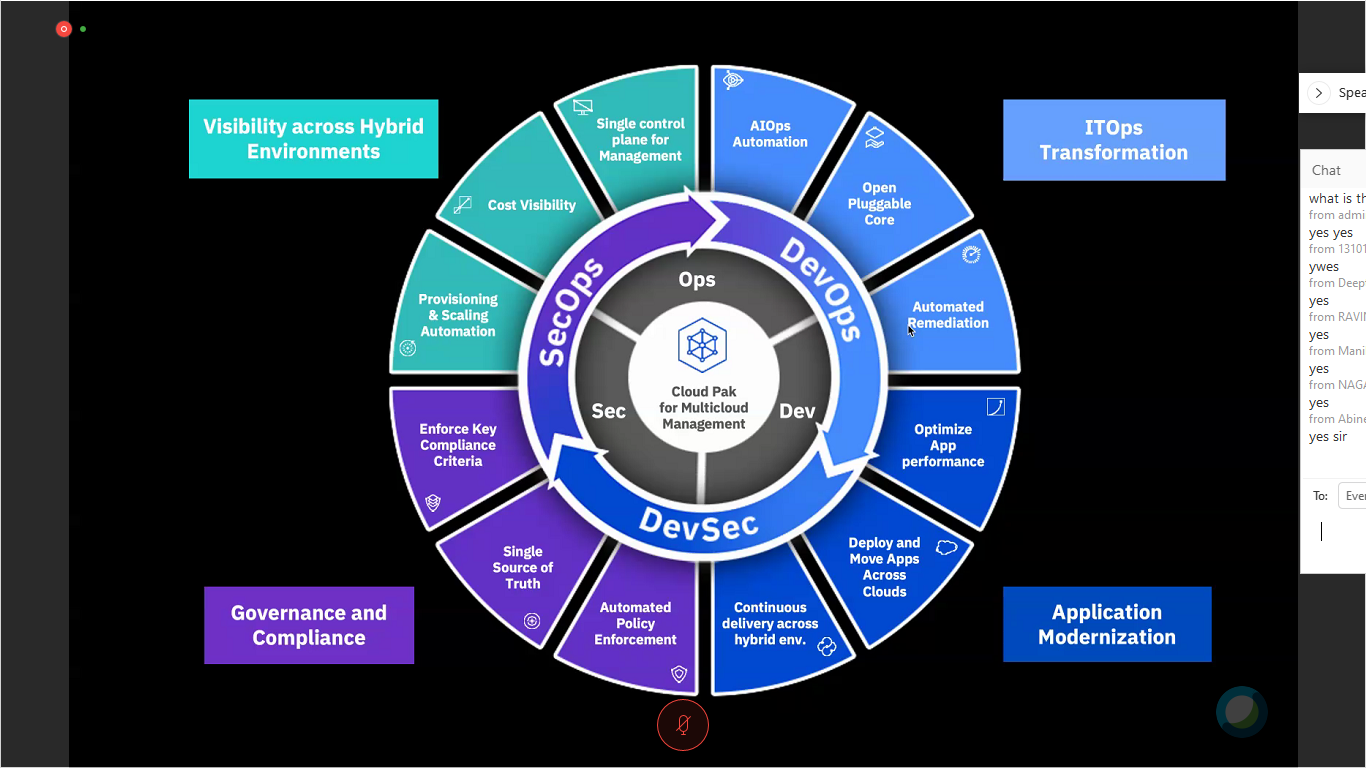 Visibility across Hybrid
Environments
ITOps
Transformation
Single control
plane for
Management
AIOps
Automation
Cost Visibility
Open
Pluggable
Core
Provisioning
& Scaling
Automation
Automated
Remediation
Enforce Key
Compliance
Criteria
Optimize
App
performance
Single
Source of
Truth
Deploy and
Move Apps
Across
Clouds
Automated
Policy
Enforcement
Continuous
delivery across
hybrid env.
SecOps
DevOps
DevSec
Ops
Sec
Dev
Cloud Pak
for Multicloud
Management
Governance and
Compliance
Application
Modernization
Spea
Chat
what is th
from admi
yes yes
from 13101
ywes
from Deep
yes
from RAVIN
yes
from Mani
yes
from NAGA
yes
from Abine
yes sir
To:
Ever